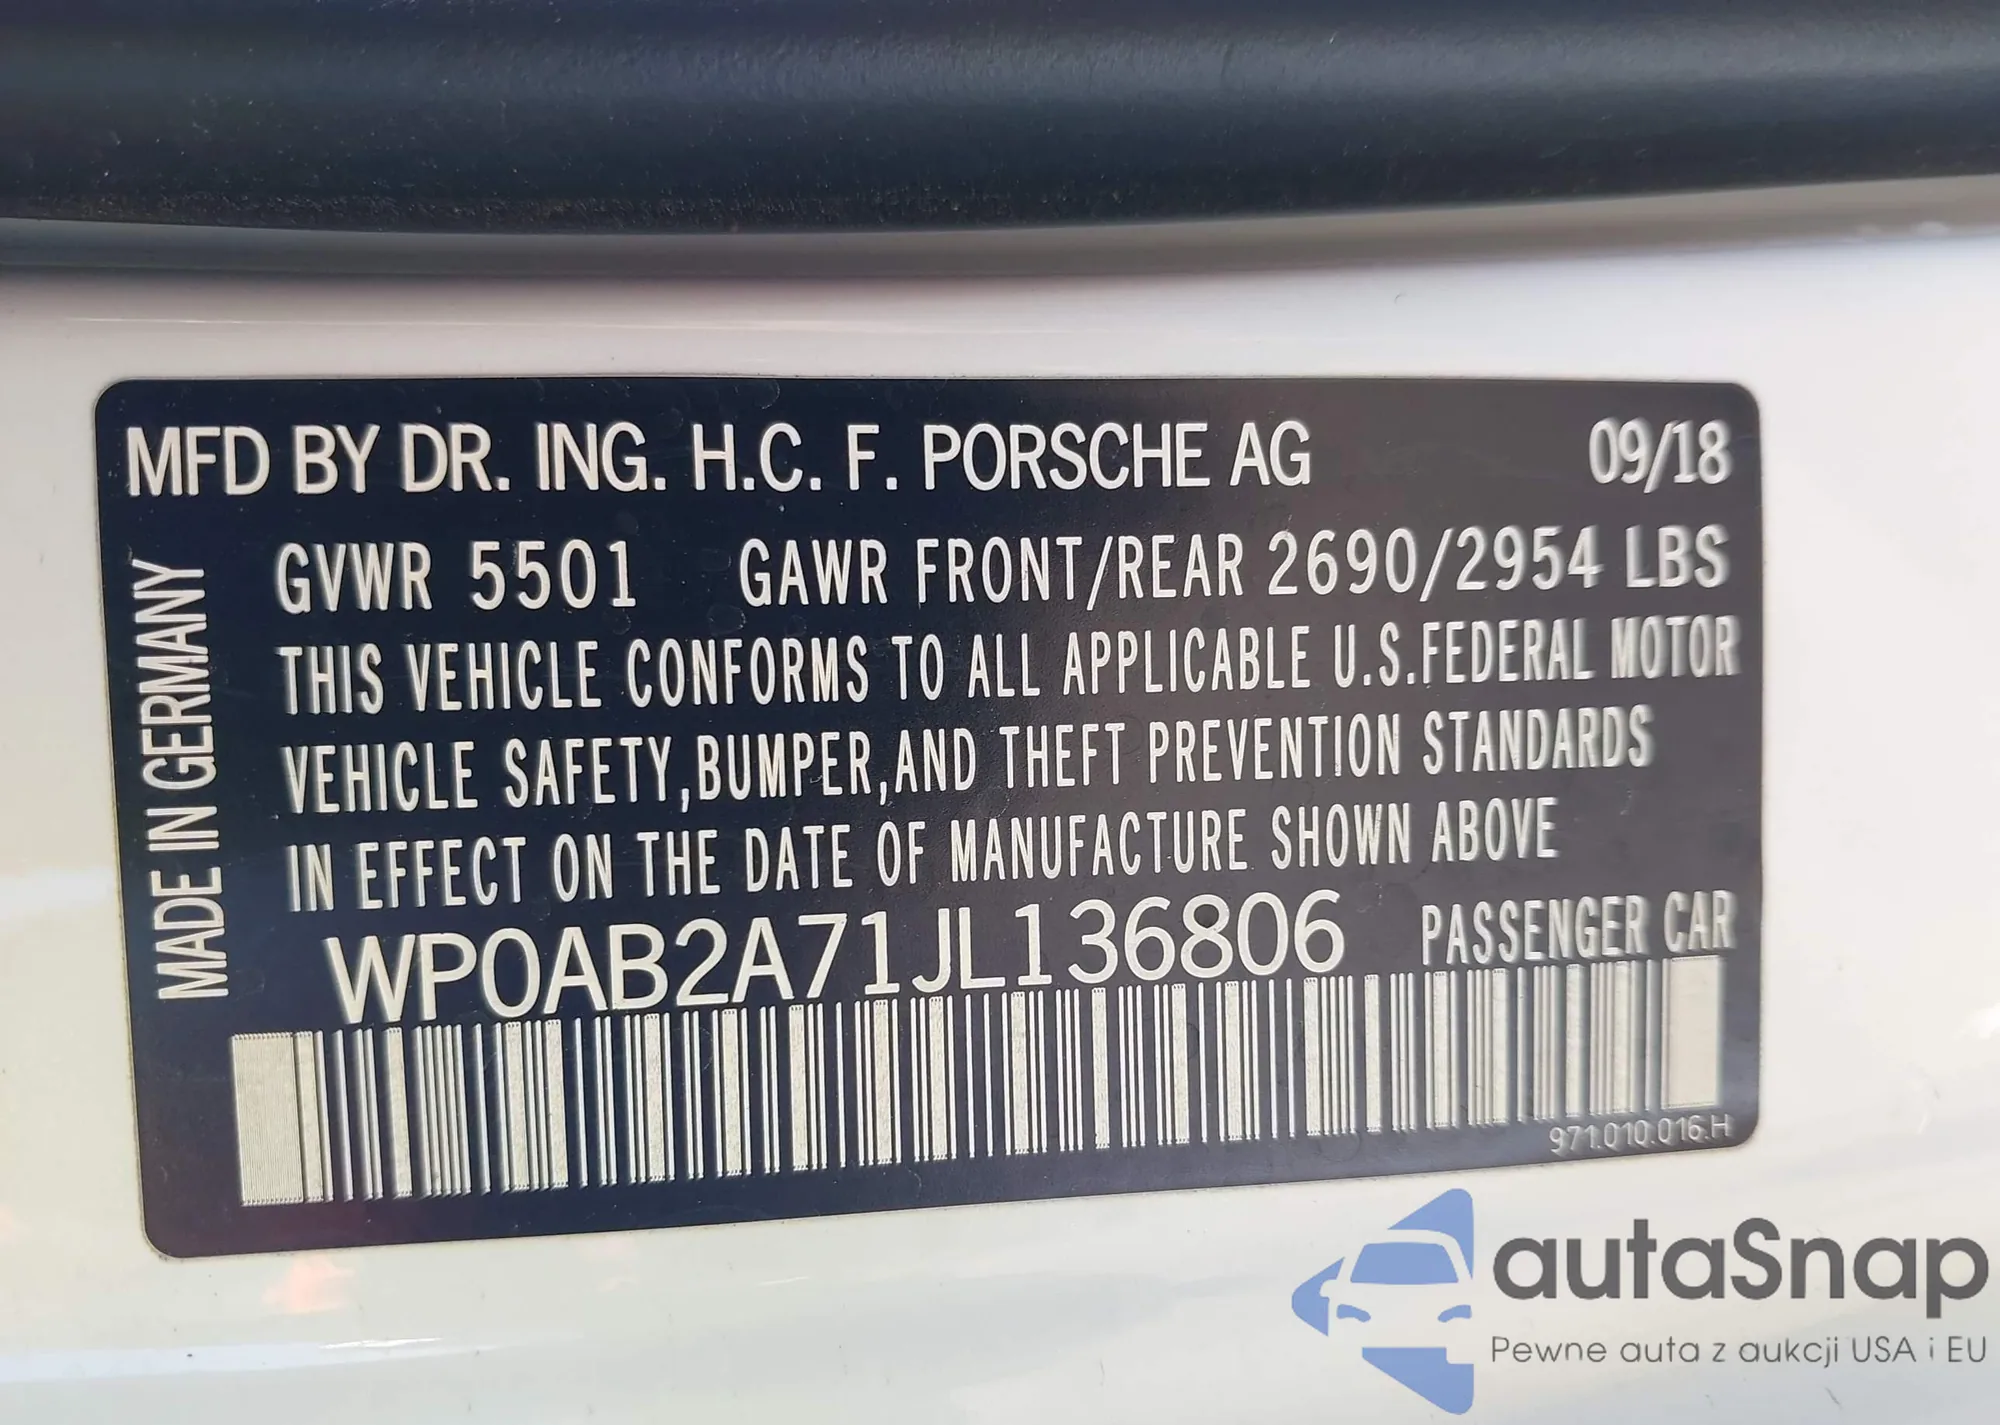 MFD BY DR. ING. H.C. F. PORSCHE AG 09/18
GVWR 5501 GAWR FRONT/REAR 2690/2954 LBS
THIS VEHICLE CONFORMS TO ALL APPLICABLE U.S.FEDERAL MOTOR
VEHICLE SAFETY,BUMPER,AND THEFT PREVENTION STANDARDS
IN EFFECT ON THE DATE OF MANUFACTURE SHOWN ABOVE
WP0AB2A71JL136806 PASSENGER CAR
MADE IN GERMANY
971.010.016.H
autaSnap
Pewne auta z aukcji USA i EU